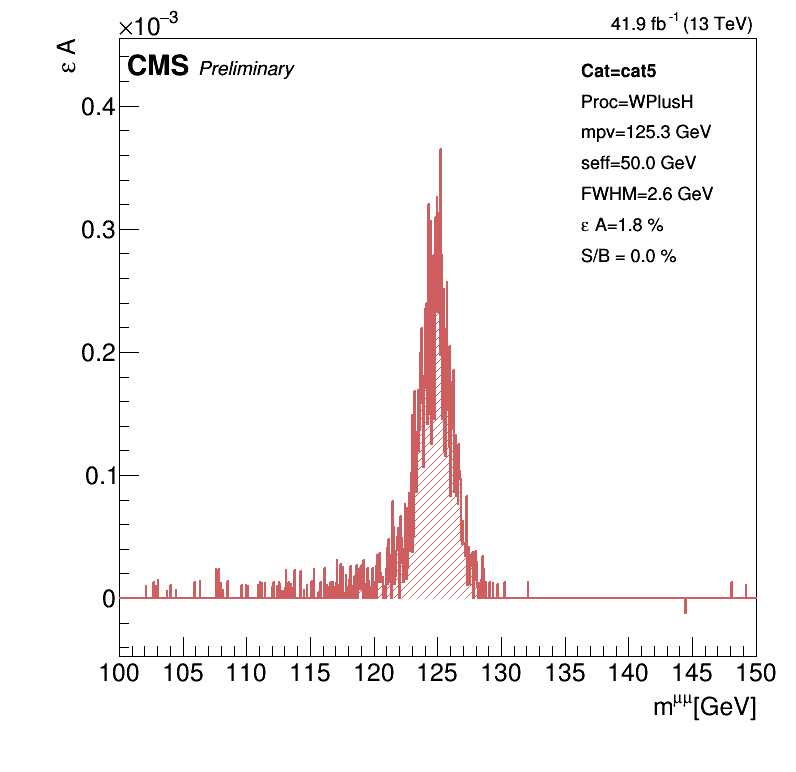 ×10⁻³
41.9 fb⁻¹ (13 TeV)
ε A
CMS Preliminary
Cat=cat5
Proc=WPlusH
mpv=125.3 GeV
seff=50.0 GeV
FWHM=2.6 GeV
ε A=1.8 %
S/B = 0.0 %
0.4
0.3
0.2
0.1
0
100 105 110 115 120 125 130 135 140 145 150
m^μμ[GeV]